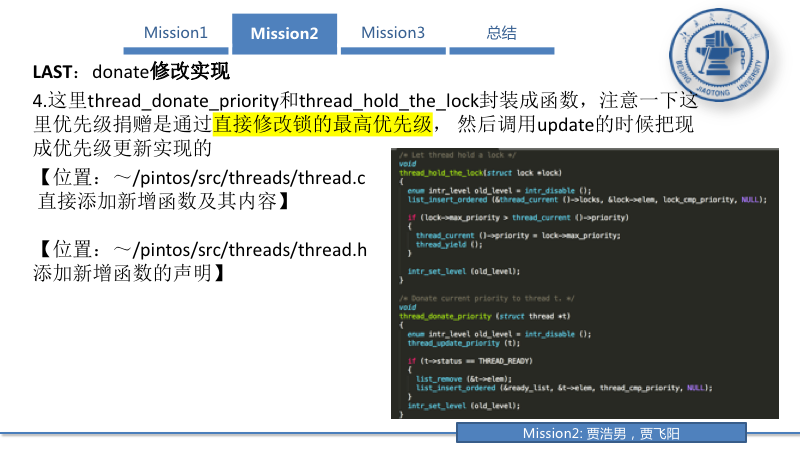 Mission1
Mission2
Mission3
总结
北京交通大学
BEIJING JIAOTONG UNIVERSITY
LAST：donate修改实现
4.这里thread_donate_priority和thread_hold_the_lock封装成函数，注意一下这
里优先级捐赠是通过直接修改锁的最高优先级， 然后调用update的时候把现
成优先级更新实现的
【位置：～/pintos/src/threads/thread.c
直接添加新增函数及其内容】
【位置：～/pintos/src/threads/thread.h
添加新增函数的声明】
/* Let thread hold a lock */
void
thread_hold_the_lock(struct lock *lock)
{
enum intr_level old_level = intr_disable ();
list_insert_ordered (&thread_current ()->locks, &lock->elem, lock_cmp_priority, NULL);
if (lock->max_priority > thread_current ()->priority)
{
thread_current ()->priority = lock->max_priority;
thread_yield ();
}
intr_set_level (old_level);
}
/* Donate current priority to thread t. */
void
thread_donate_priority (struct thread *t)
{
enum intr_level old_level = intr_disable ();
thread_update_priority (t);
if (t->status == THREAD_READY)
{
list_remove (&t->elem);
list_insert_ordered (&ready_list, &t->elem, thread_cmp_priority, NULL);
}
intr_set_level (old_level);
}
Mission2: 贾浩男，贾飞阳